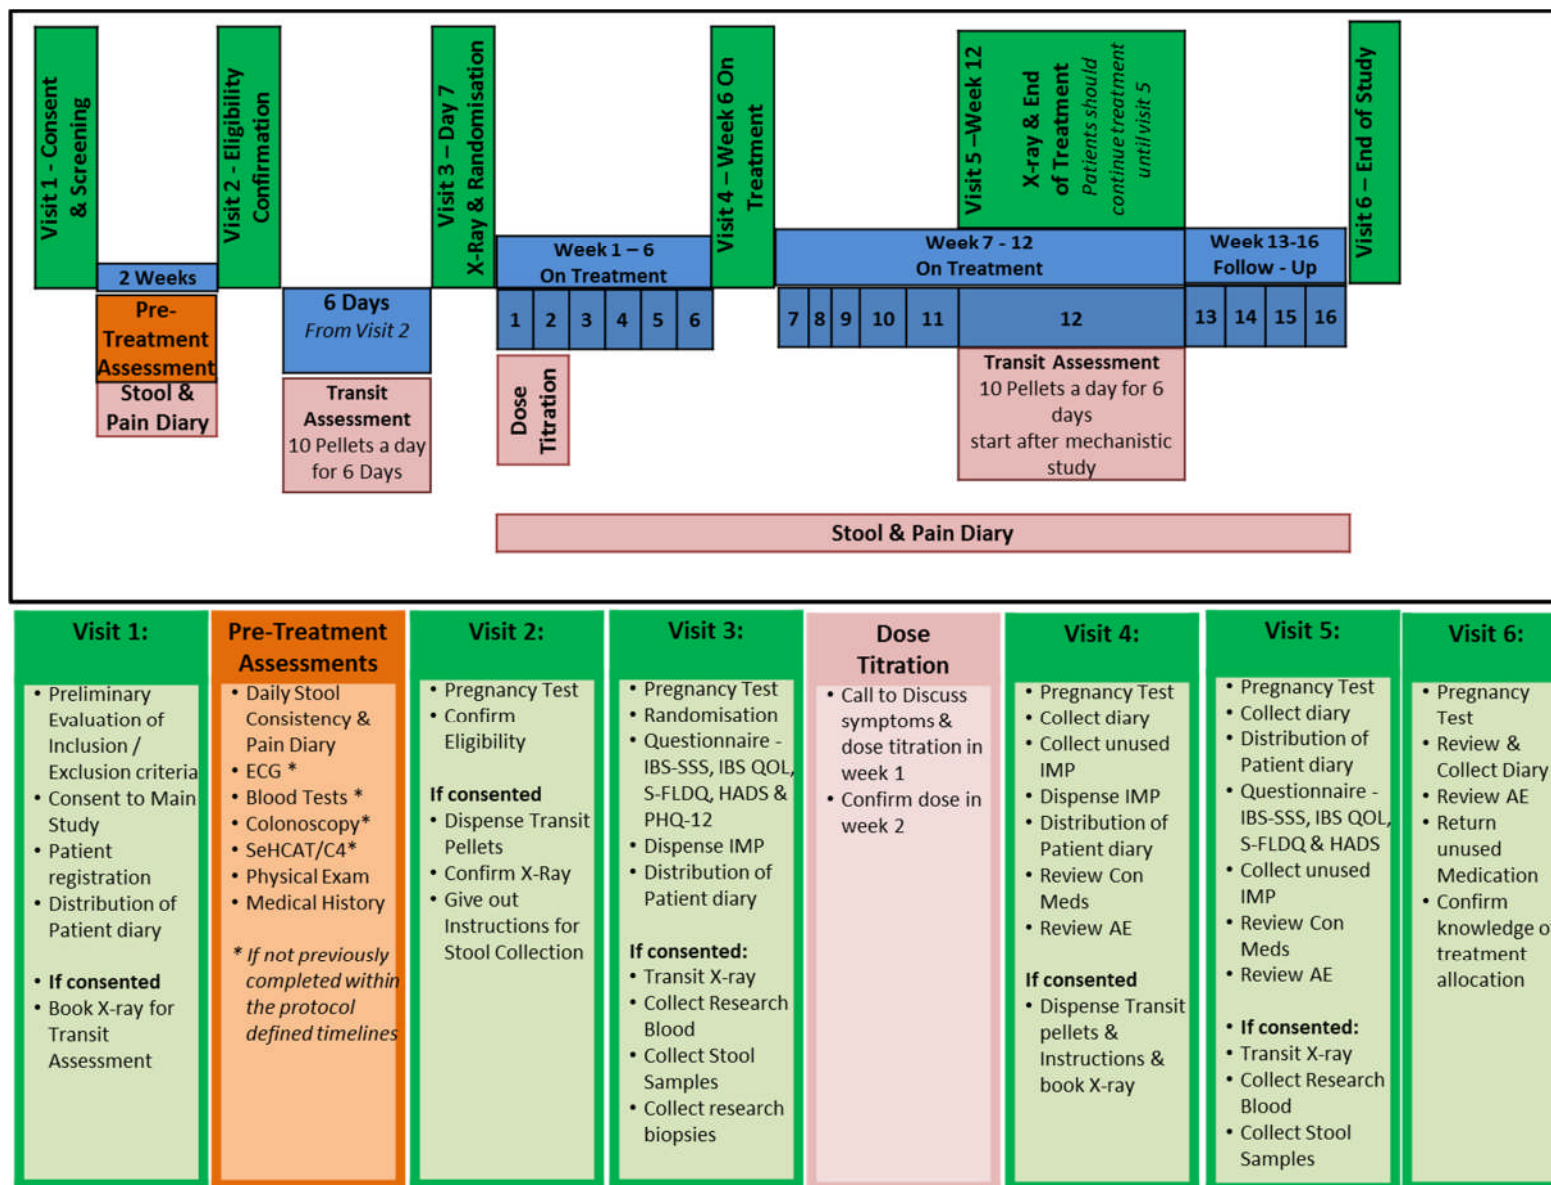 Visit 1 - Consent
& Screening
2 Weeks
Pre-
Treatment
Assessment
Stool &
Pain Diary
Visit 2 - Eligibility
Confirmation
6 Days
From Visit 2
Transit
Assessment
10 Pellets a day
for 6 Days
Visit 3 – Day 7
X-Ray & Randomisation
Week 1 – 6
On Treatment
1 2 3 4 5 6
Dose
Titration
Visit 4 – Week 6 On
Treatment
Week 7 - 12
On Treatment
7 8 9 10 11 12
Visit 5 –Week 12
X-ray & End
of Treatment
Patients should
continue treatment
until visit 5
Transit Assessment
10 Pellets a day for 6
days
start after mechanistic
study
Week 13-16
Follow - Up
13 14 15 16
Visit 6 – End of Study
Stool & Pain Diary
Visit 1:
• Preliminary
Evaluation of
Inclusion /
Exclusion criteria
• Consent to Main
Study
• Patient
registration
• Distribution of
Patient diary
• If consented
• Book X-ray for
Transit
Assessment
Pre-Treatment
Assessments
• Daily Stool
Consistency &
Pain Diary
• ECG *
• Blood Tests *
• Colonoscopy*
• SeHCAT/C4*
• Physical Exam
• Medical History
* If not previously
completed within
the protocol
defined timelines
Visit 2:
• Pregnancy Test
• Confirm
Eligibility
If consented
• Dispense Transit
Pellets
• Confirm X-Ray
• Give out
Instructions for
Stool Collection
Visit 3:
• Pregnancy Test
• Randomisation
• Questionnaire -
IBS-SSS, IBS QOL,
S-FLDQ, HADS &
PHQ-12
• Dispense IMP
• Distribution of
Patient diary
If consented:
• Transit X-ray
• Collect Research
Blood
• Collect Stool
Samples
• Collect research
biopsies
Dose
Titration
• Call to Discuss
symptoms &
dose titration in
week 1
• Confirm dose in
week 2
Visit 4:
• Pregnancy Test
• Collect diary
• Collect unused
IMP
• Dispense IMP
• Distribution of
Patient diary
• Review Con
Meds
• Review AE
If consented
• Dispense Transit
pellets &
Instructions &
book X-ray
Visit 5:
• Pregnancy Test
• Collect diary
• Distribution of
Patient diary
• Questionnaire -
IBS-SSS, IBS QOL,
S-FLDQ & HADS
• Collect unused
IMP
• Review Con
Meds
• Review AE
• If consented:
• Transit X-ray
• Collect Research
Blood
• Collect Stool
Samples
Visit 6:
• Pregnancy
Test
• Review &
Collect Diary
• Review AE
• Return
unused
Medication
• Confirm
knowledge o
treatment
allocation